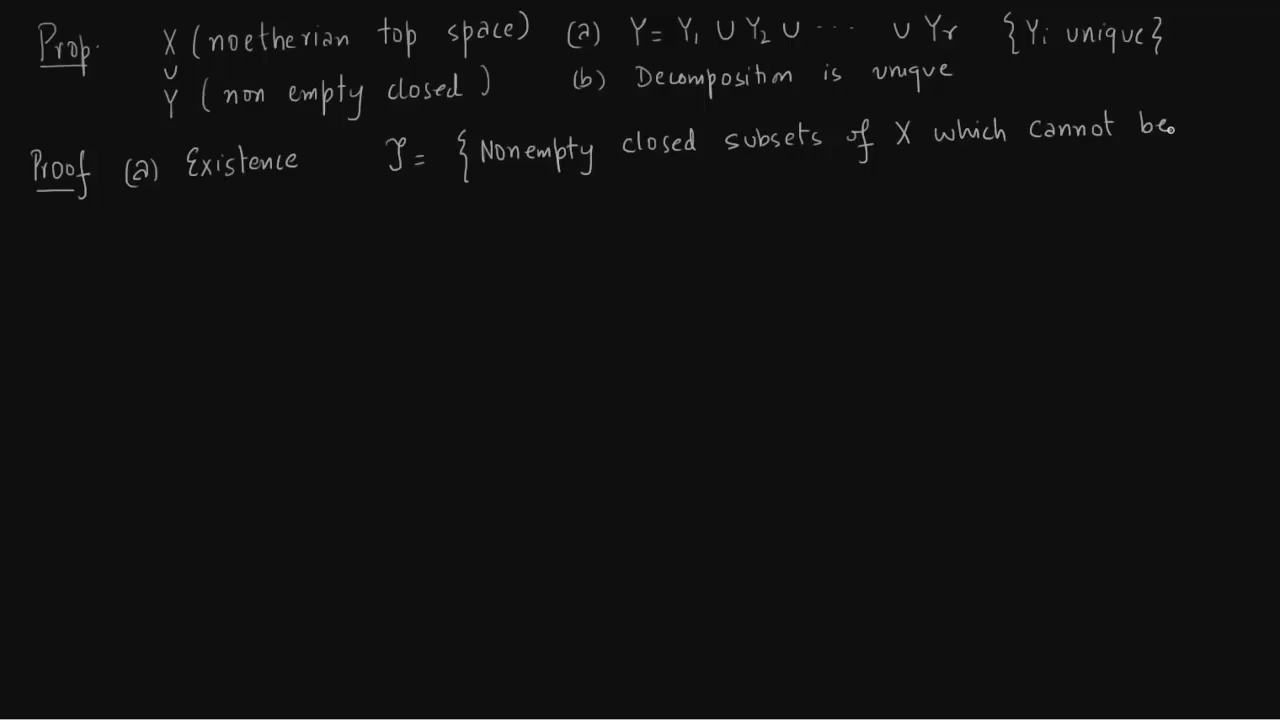 Prop. X (noetherian top space) (a) Y = Y₁ ∪ Y₂ ∪ ... ∪ Yr {Yi unique}
∪
Y (non empty closed) (b) Decomposition is unique
Proof (a) Existence 𝒮 = {Nonempty closed subsets of X which cannot be